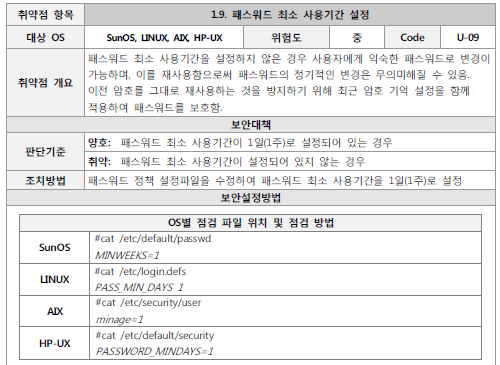 취약점 항목 1.9. 패스워드 최소 사용기간 설정
대상 OS SunOS, LINUX, AIX, HP-UX 위험도 중 Code U-09
취약점 개요 패스워드 최소 사용기간을 설정하지 않은 경우 사용자에게 익숙한 패스워드로 변경이
가능하며, 이를 재사용함으로써 패스워드의 정기적인 변경은 무의미해질 수 있음.
이전 암호를 그대로 재사용하는 것을 방지하기 위해 최근 암호 기억 설정을 함께
적용하여 패스워드를 보호함.
보안대책
판단기준 양호: 패스워드 최소 사용기간이 1일(1주)로 설정되어 있는 경우
취약: 패스워드 최소 사용기간이 설정되어 있지 않는 경우
조치방법 패스워드 정책 설정파일을 수정하여 패스워드 최소 사용기간을 1일(1주)로 설정
보안설정방법
OS별 점검 파일 위치 및 점검 방법
SunOS #cat /etc/default/passwd
MINWEEKS=1
LINUX #cat /etc/login.defs
PASS_MIN_DAYS 1
AIX #cat /etc/security/user
minage=1
HP-UX #cat /etc/default/security
PASSWORD_MINDAYS=1